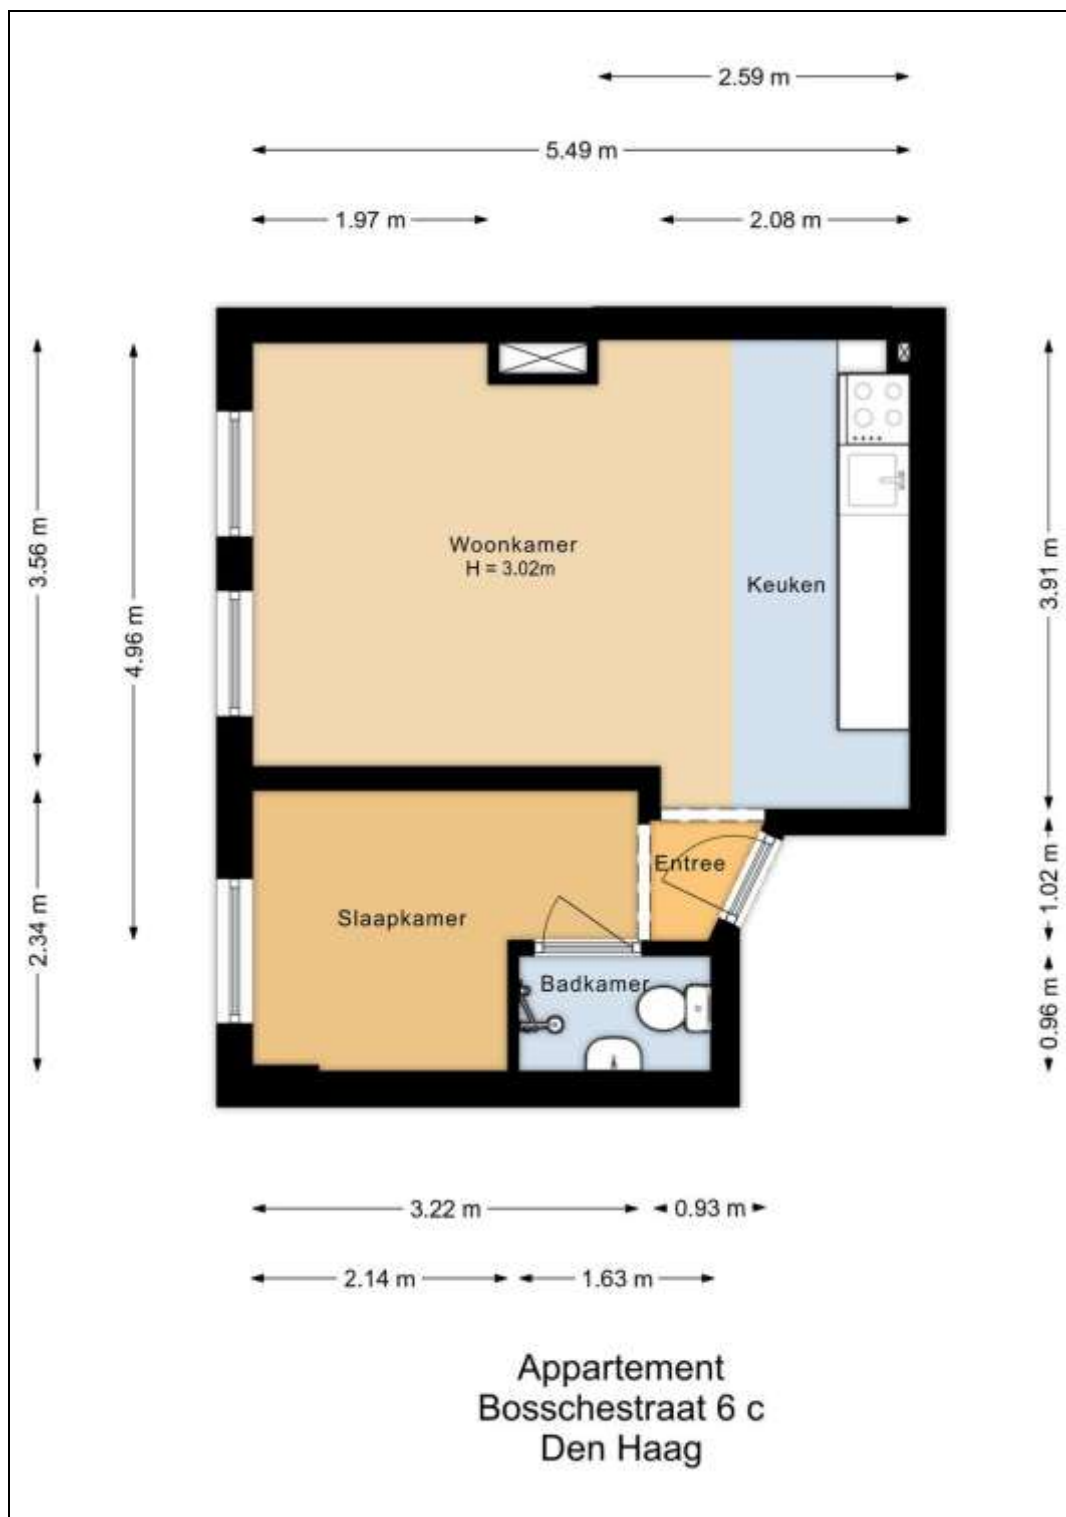 2.59 m
5.49 m
1.97 m
2.08 m
3.56 m
4.96 m
Woonkamer
H = 3.02m
Keuken
3.91 m
2.34 m
Slaapkamer
Entree
1.02 m
Badkamer
0.96 m
3.22 m
0.93 m
2.14 m
1.63 m
Appartement
Bosschestraat 6 c
Den Haag